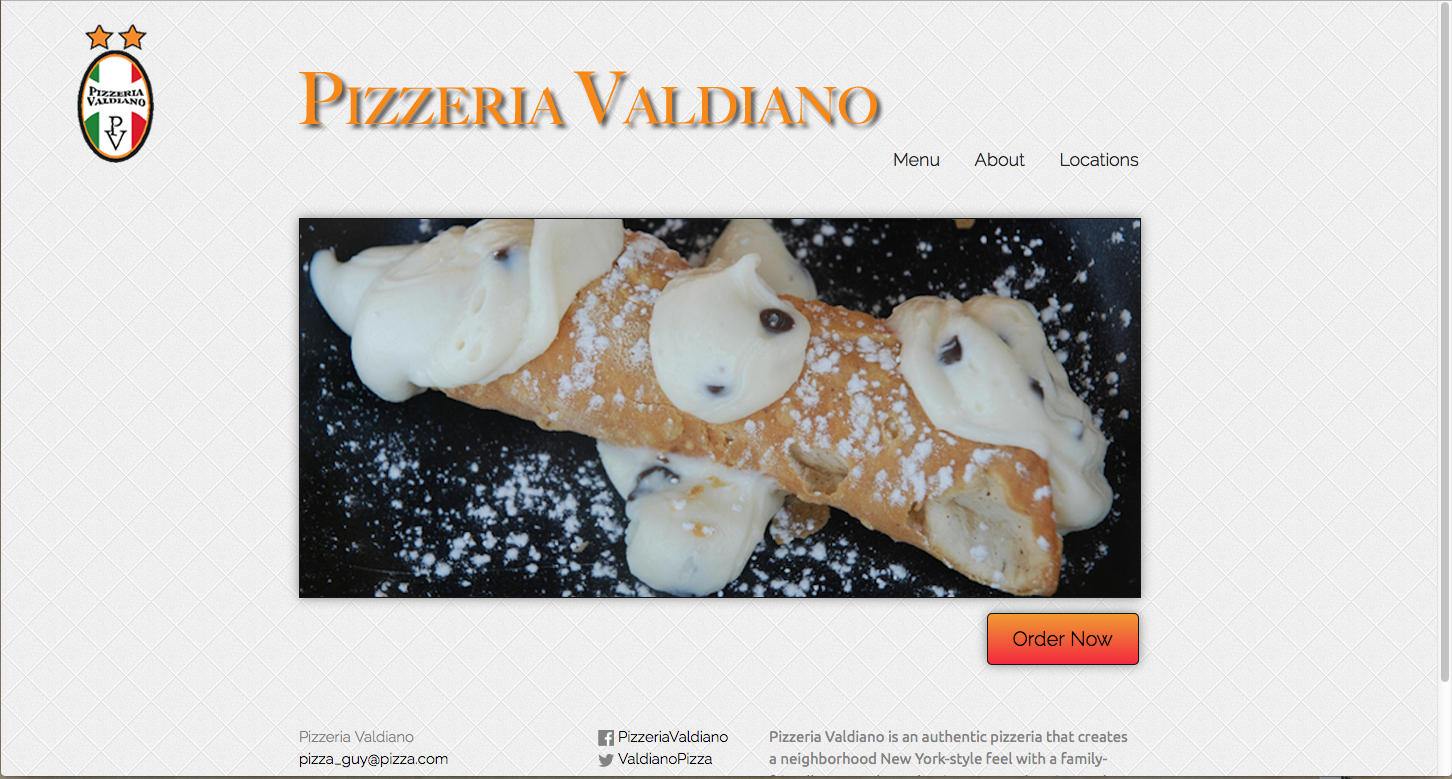 PIZZERIA
VALDIANO
PV
PIZZERIA VALDIANO
Menu About Locations
Order Now
Pizzeria Valdiano
pizza_guy@pizza.com
PizzeriaValdiano
ValdianoPizza
Pizzeria Valdiano is an authentic pizzeria that creates
a neighborhood New York-style feel with a family-